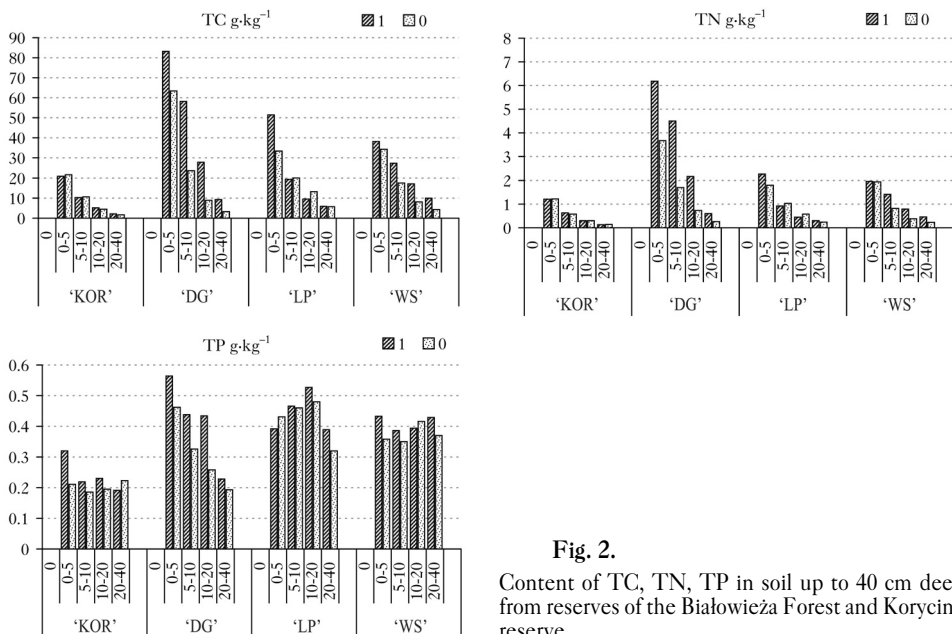 TC g·kg⁻¹ 1 0
90
80
70
60
50
40
30
20
10
0
0 0-5 5-10 10-20 20-40 0-5 5-10 10-20 20-40 0-5 5-10 10-20 20-40 0-5 5-10 10-20 20-40
'KOR' 'DG' 'LP' 'WS'
TN g·kg⁻¹ 1 0
8
7
6
5
4
3
2
1
0
0 0-5 5-10 10-20 20-40 0 0-5 5-10 10-20 20-40 0 0-5 5-10 10-20 20-40 0 0-5 5-10 10-20 20-40
'KOR' 'DG' 'LP' 'WS'
TP g·kg⁻¹ 1 0
0.6
0.5
0.4
0.3
0.2
0.1
0
0 0-5 5-10 10-20 20-40 0 0-5 5-10 10-20 20-40 0 0-5 5-10 10-20 20-40 0 0-5 5-10 10-20 20-40
'KOR' 'DG' 'LP' 'WS'
Fig. 2.
Content of TC, TN, TP in soil up to 40 cm dee
from reserves of the Białowieża Forest and Korycin
reserve